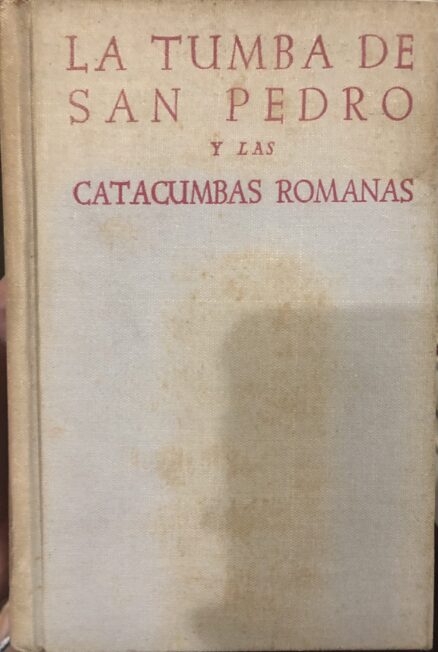 LA TUMBA DE
SAN PEDRO
Y LAS
CATACUMBAS ROMANAS